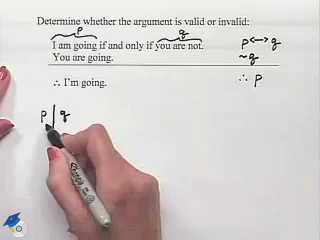 Determine whether the argument is valid or invalid:
p q
I am going if and only if you are not. p ↔ q
You are going. ~q
∴ I'm going. ∴ p
p | q